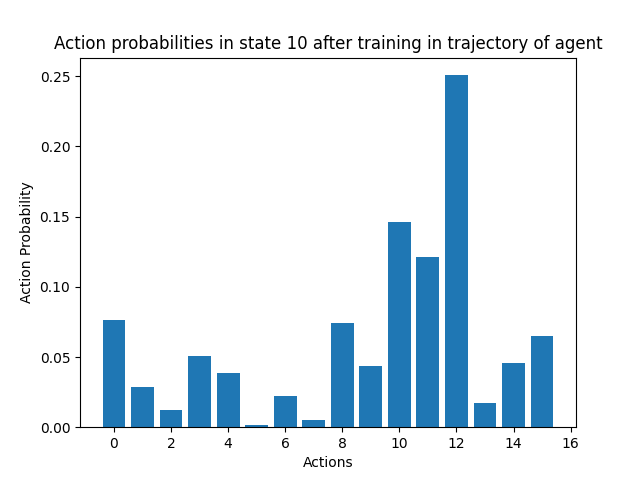 Action probabilities in state 10 after training in trajectory of agent
0.25
0.20
0.15
0.10
0.05
0.00
Action Probability
0 2 4 6 8 10 12 14 16
Actions